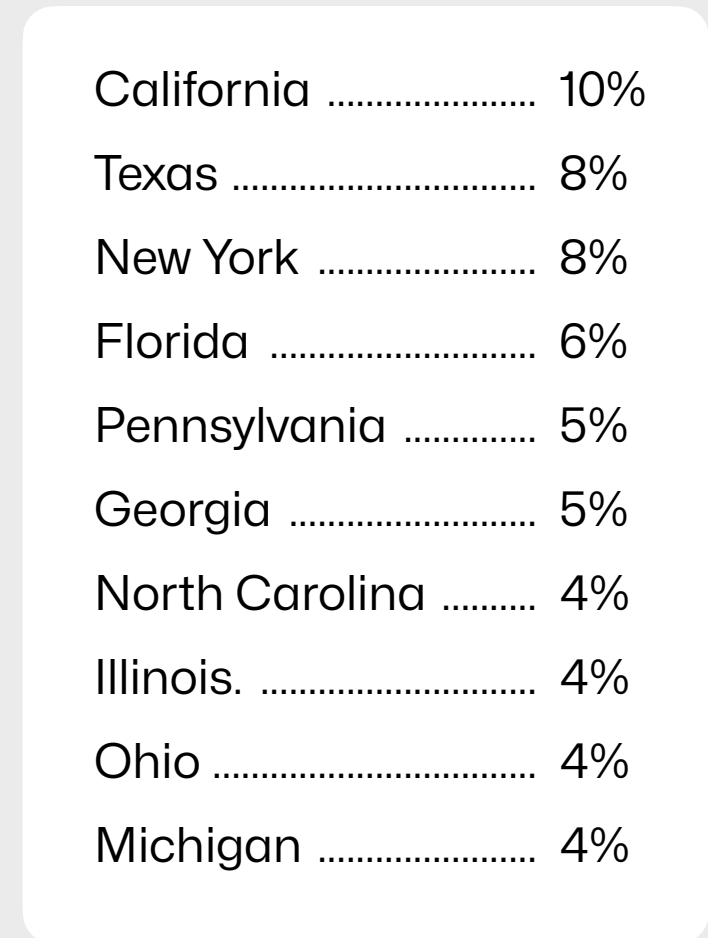 California ...................... 10%
Texas ................................ 8%
New York ....................... 8%
Florida ............................ 6%
Pennsylvania .............. 5%
Georgia .......................... 5%
North Carolina .......... 4%
Illinois. ............................. 4%
Ohio .................................. 4%
Michigan ....................... 4%